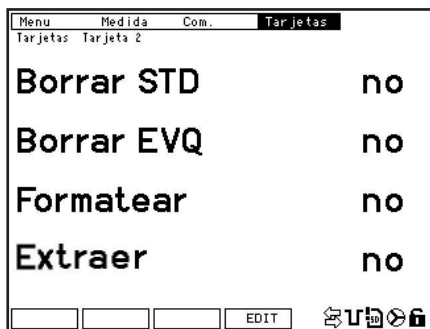 Menu Medida Com. Tarjetas
Tarjetas Tarjeta 2
Borrar STD no
Borrar EVQ no
Formatear no
Extraer no
EDIT